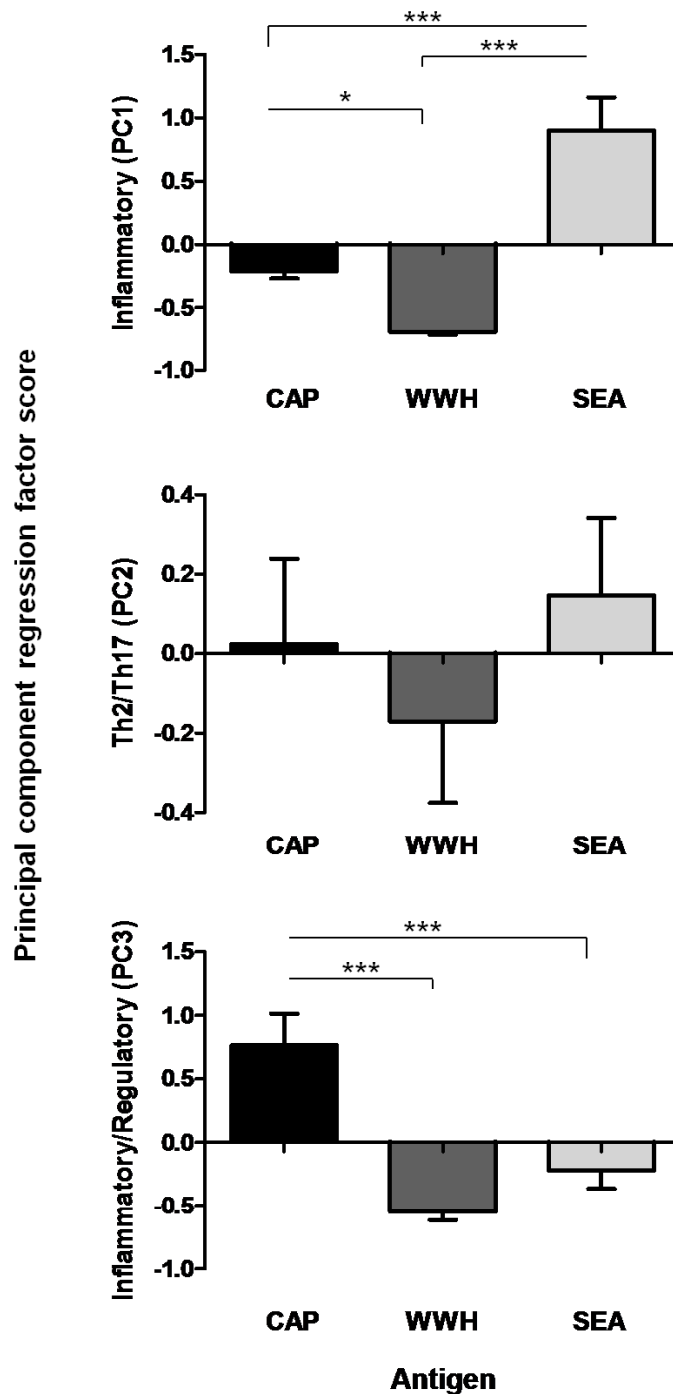 Principal component regression factor score
Inflammatory (PC1)
***
***
*
1.5
1.0
0.5
0.0
-0.5
-1.0
CAP WWH SEA
Th2/Th17 (PC2)
0.4
0.2
0.0
-0.2
-0.4
CAP WWH SEA
Inflammatory/Regulatory (PC3)
***
***
1.5
1.0
0.5
0.0
-0.5
-1.0
CAP WWH SEA
Antigen